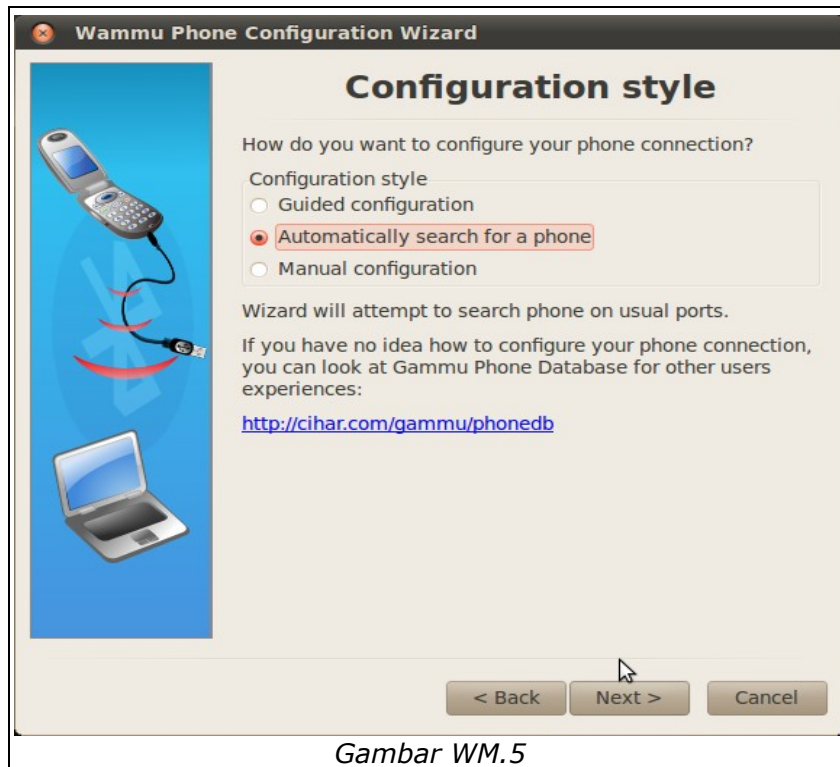 Wammu Phone Configuration Wizard
Configuration style
How do you want to configure your phone connection?
Configuration style
Guided configuration
Automatically search for a phone
Manual configuration
Wizard will attempt to search phone on usual ports.
If you have no idea how to configure your phone connection,
you can look at Gammu Phone Database for other users
experiences:
http://cihar.com/gammu/phonedb
< Back Next > Cancel
Gambar WM.5